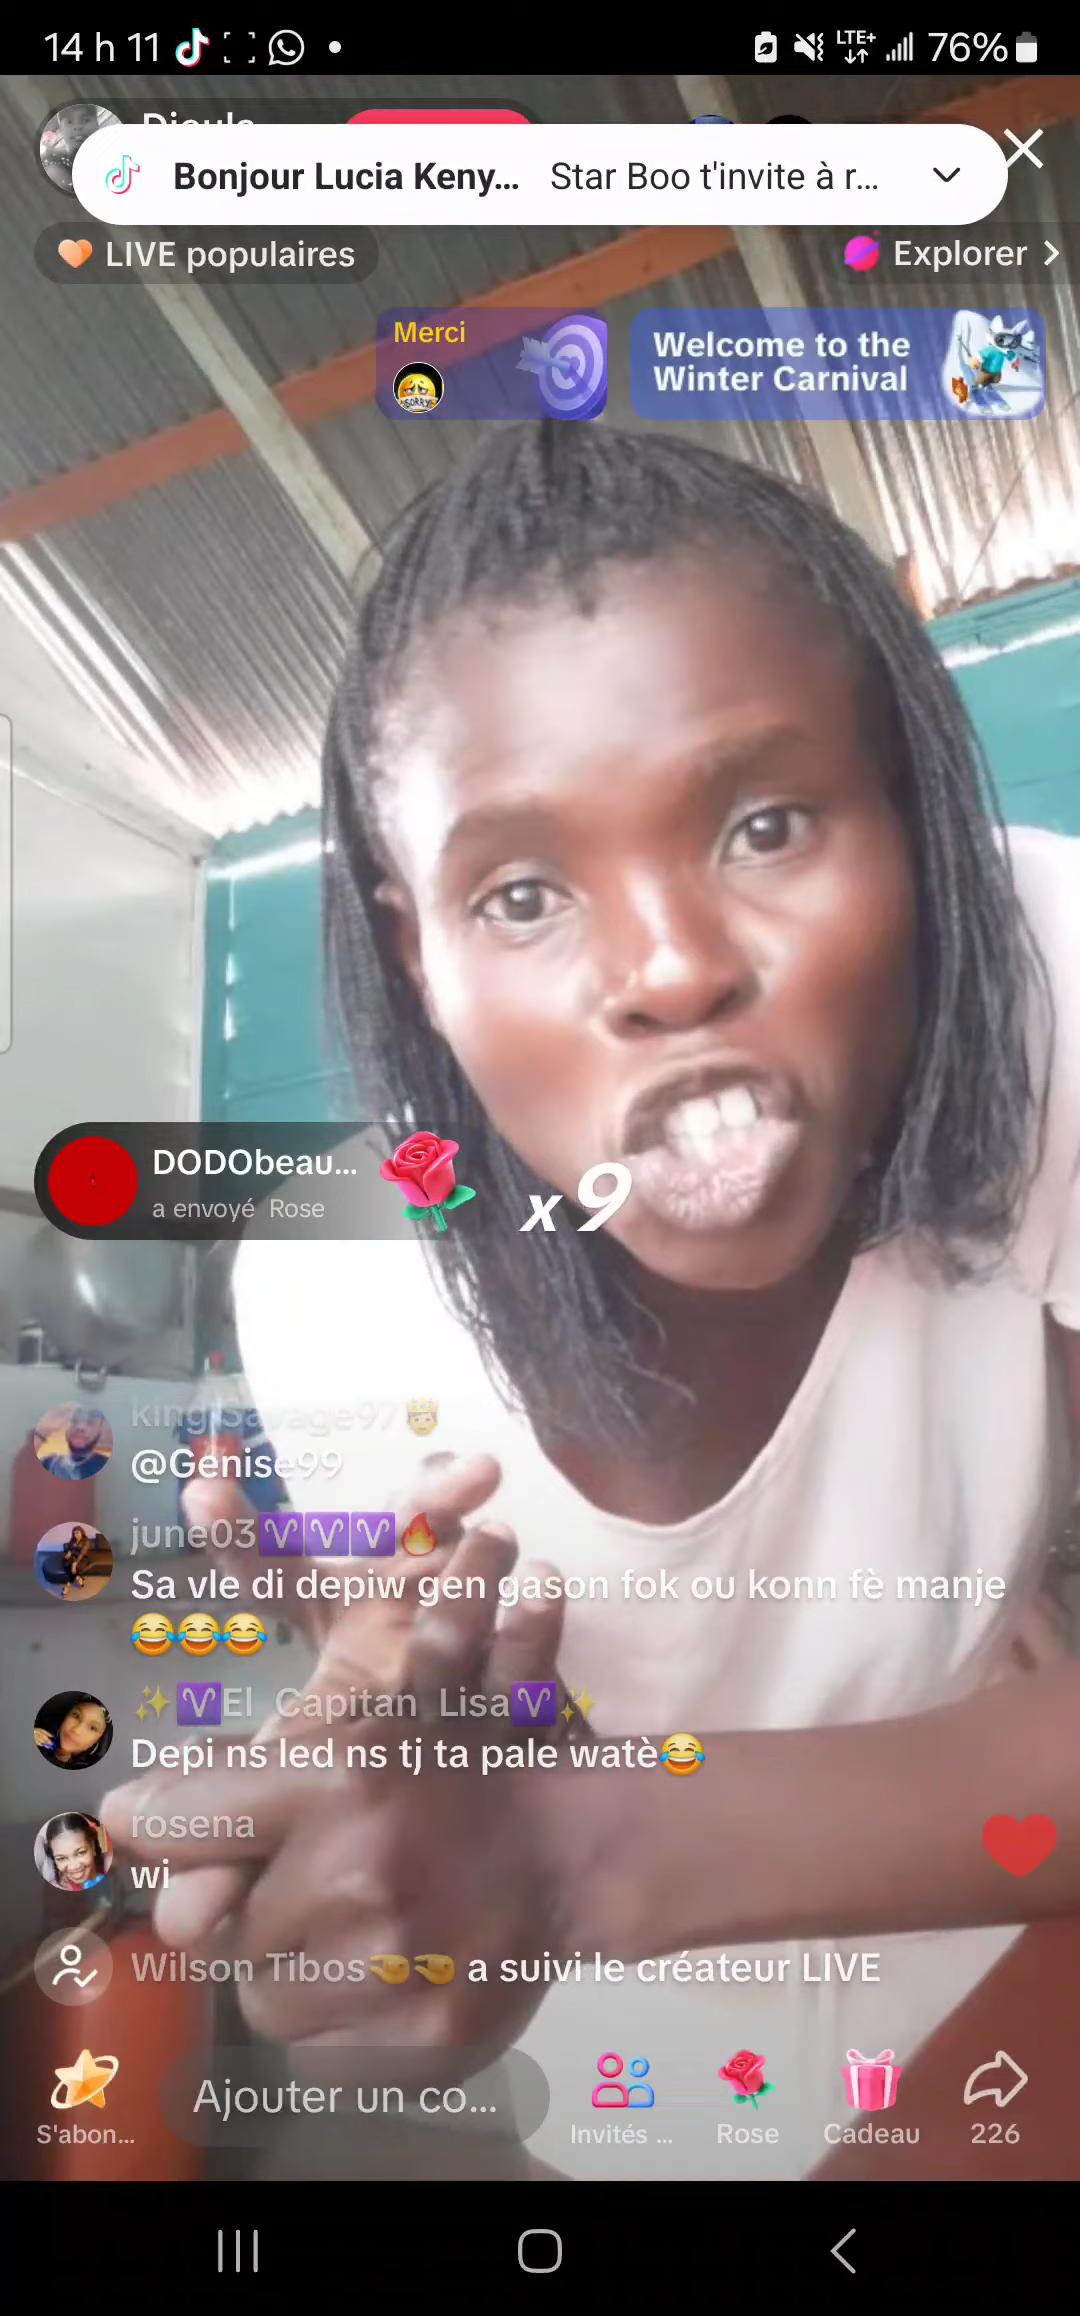 14 h 11
LTE+
76%
Bonjour Lucia Keny... Star Boo t'invite à r...
LIVE populaires
Explorer
Merci
SORRY
Welcome to the
Winter Carnival
DODObeau...
a envoyé Rose
x9
@Genise99
june03
Sa vle di depiw gen gason fok ou konn fè manje
El Capitan Lisa
Depi ns led ns tj ta pale watè
rosena
wi
Wilson Tibos a suivi le créateur LIVE
S'abon...
Ajouter un co...
Invités ...
Rose
Cadeau
226